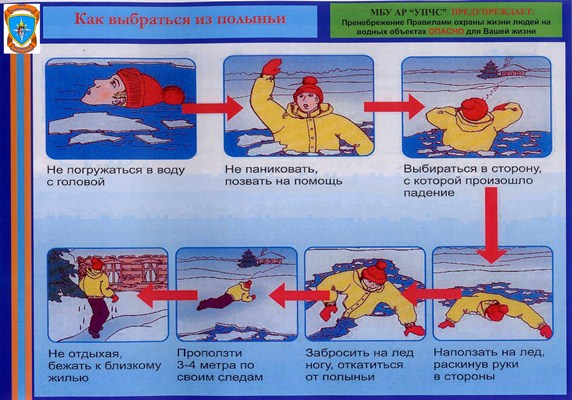 Как выбраться из полыньи
МБУ АР."УПЧС" ПРЕДУПРЕЖДАЕТ:
Пренебрежение Правилами охраны жизни людей на
водных объектах ОПАСНО для Вашей жизни
Не погружаться в воду
с головой
Не паниковать,
позвать на помощь
Выбираться в сторону,
с которой произошло
падение
Не отдыхая,
бежать к близкому
жилью
Проползти
3-4 метра по
своим следам
Забросить на лед
ногу, откатиться
от полыньи
Наползать на лед,
раскинув руки
в стороны